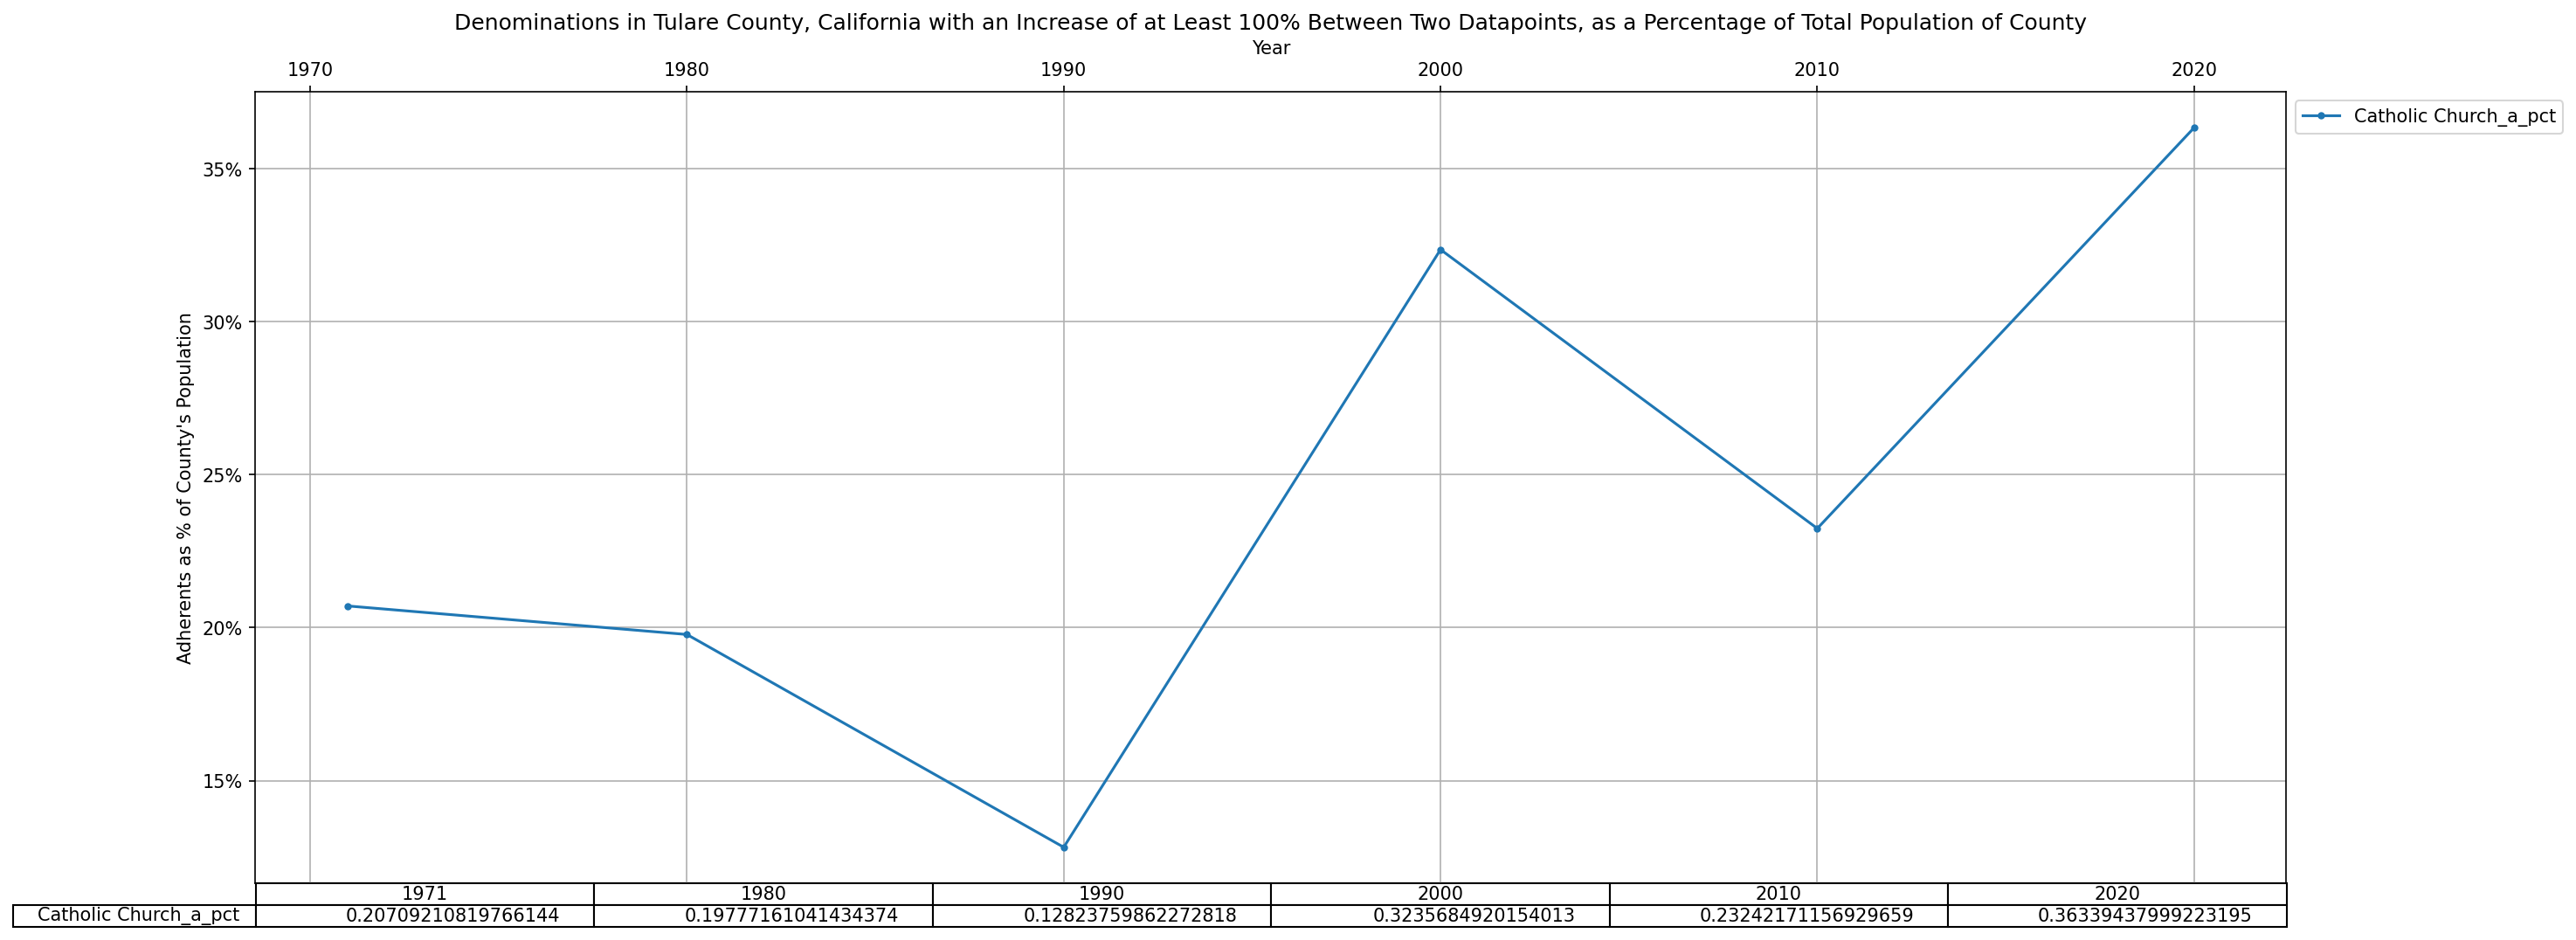 Denominations in Tulare County, California with an Increase of at Least 100% Between Two Datapoints, as a Percentage of Total Population of County
Year
1970 1980 1990 2000 2010 2020
Catholic Church_a_pct
Adherents as % of County's Population
35%
30%
25%
20%
15%
1971 1980 1990 2000 2010 2020
Catholic Church_a_pct 0.20709210819766144 0.19777161041434374 0.12823759862272818 0.3235684920154013 0.23242171156929659 0.36339437999223195